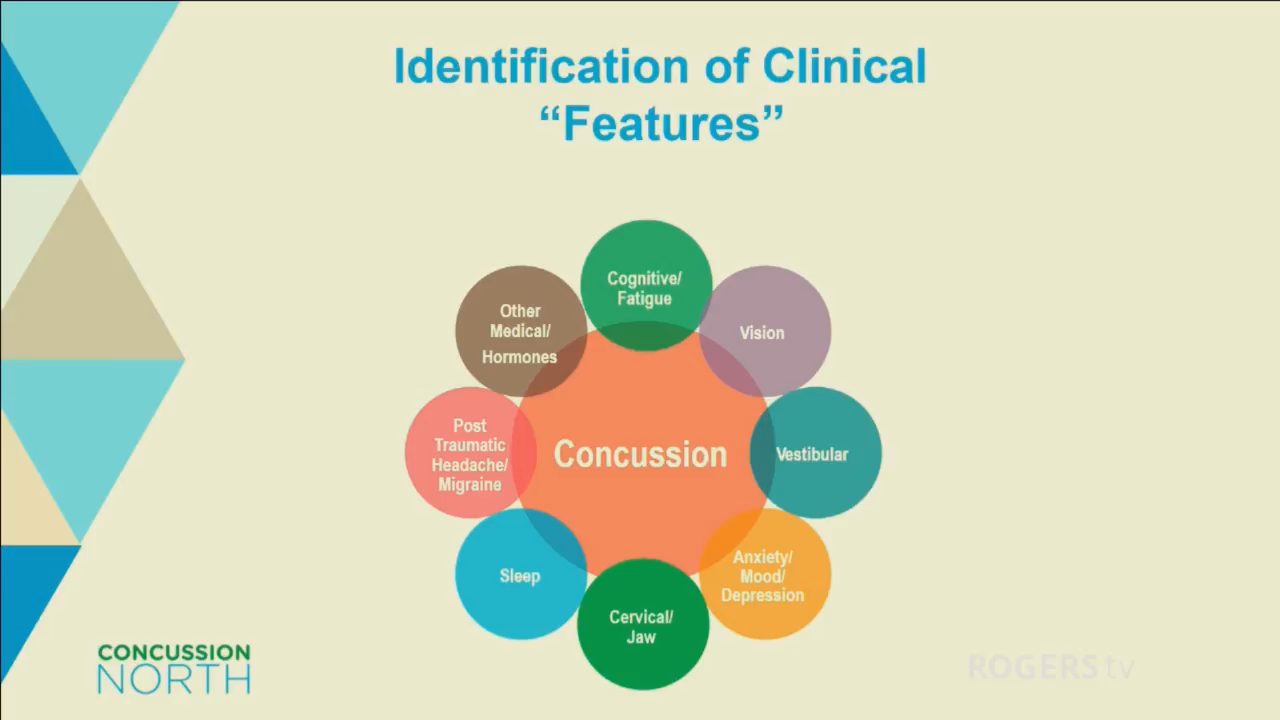 Identification of Clinical
“Features”
Cognitive/
Fatigue
Vision
Vestibular
Anxiety/
Mood/
Depression
Cervical/
Jaw
Sleep
Post
Traumatic
Headache/
Migraine
Other
Medical/
Hormones
Concussion
CONCUSSION
NORTH
ROGERS tv